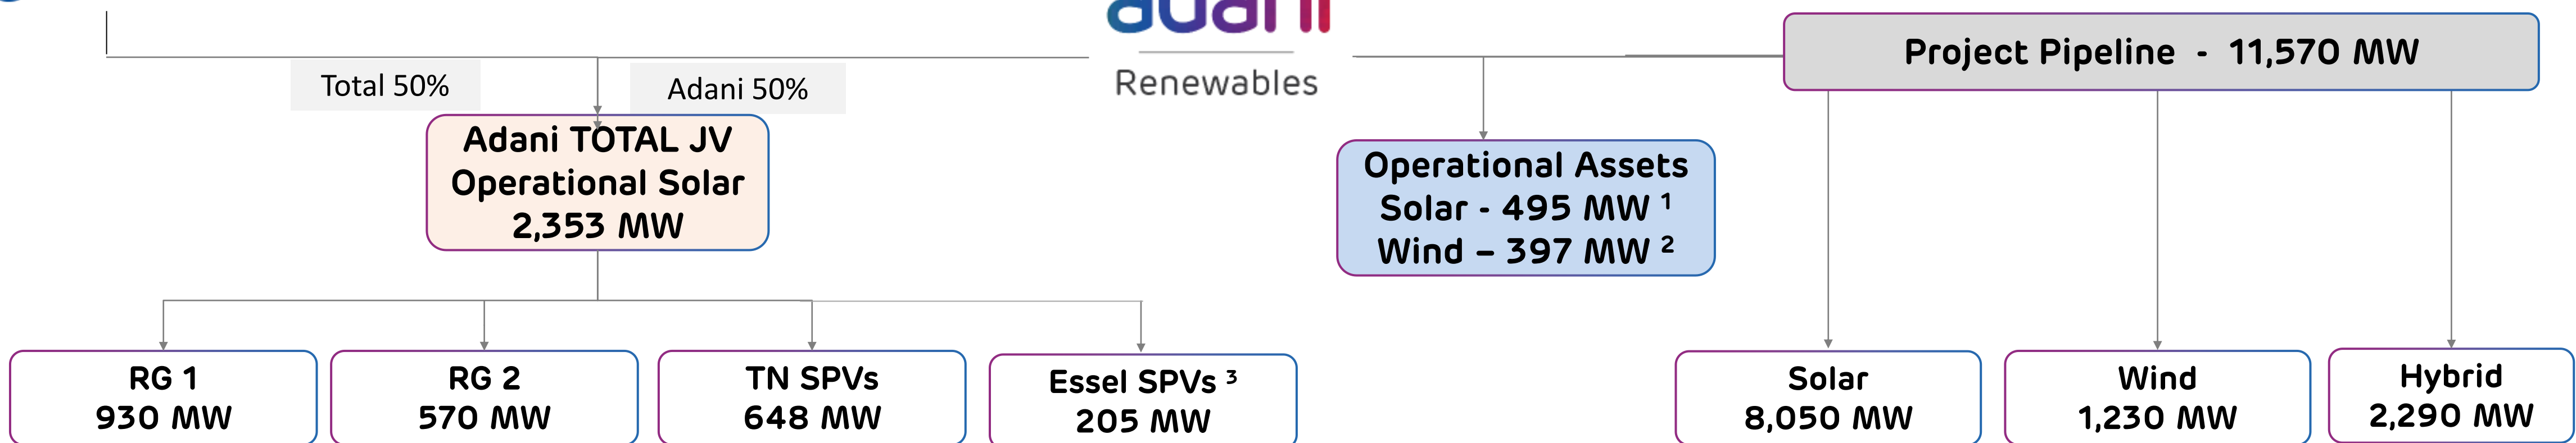 adani
Renewables
Project Pipeline - 11,570 MW
Total 50%
Adani 50%
Adani TOTAL JV
Operational Solar
2,353 MW
Operational Assets
Solar - 495 MW ¹
Wind – 397 MW ²
RG 1
930 MW
RG 2
570 MW
TN SPVs
648 MW
Essel SPVs ³
205 MW
Solar
8,050 MW
Wind
1,230 MW
Hybrid
2,290 MW